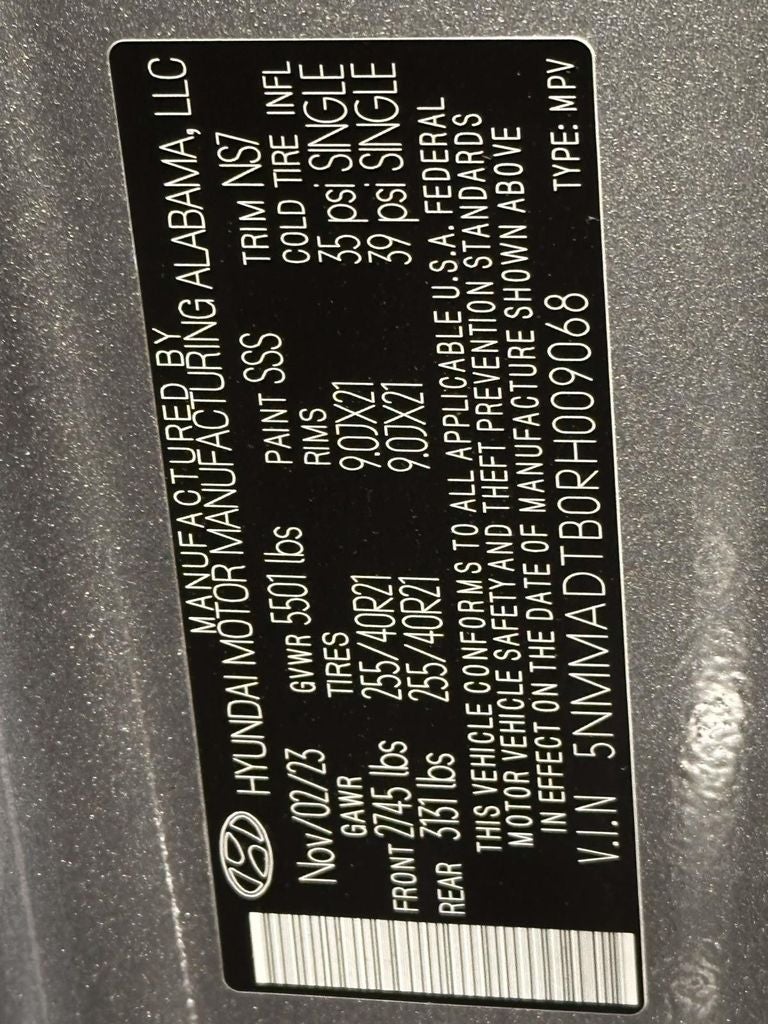 MANUFACTURED BY
HYUNDAI MOTOR MANUFACTURING ALABAMA, LLC
Nov/02/23 GVWR 5501 lbs PAINT SSS TRIM NS7
GAWR TIRES RIMS COLD TIRE INFL
FRONT 2745 lbs 255/40R21 9.0JX21 35 psi SINGLE
REAR 3131 lbs 255/40R21 9.0JX21 39 psi SINGLE
THIS VEHICLE CONFORMS TO ALL APPLICABLE U.S.A. FEDERAL
MOTOR VEHICLE SAFETY AND THEFT PREVENTION STANDARDS
IN EFFECT ON THE DATE OF MANUFACTURE SHOWN ABOVE
V.I.N 5NMMADTB0RH009068 TYPE: MPV